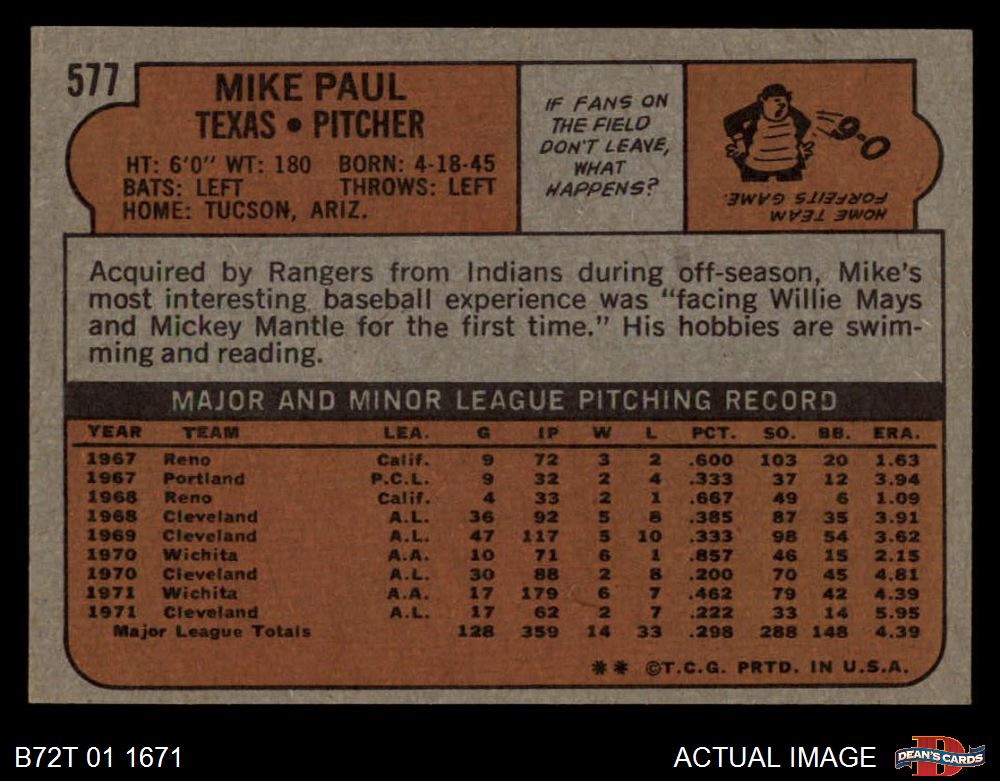 577
MIKE PAUL
TEXAS • PITCHER
HT: 6'0" WT: 180 BORN: 4-18-45
BATS: LEFT THROWS: LEFT
HOME: TUCSON, ARIZ.
IF FANS ON
THE FIELD
DON'T LEAVE,
WHAT
HAPPENS?
9-0
HOME TEAM
FORFEITS GAME.
Acquired by Rangers from Indians during off-season, Mike's
most interesting baseball experience was "facing Willie Mays
and Mickey Mantle for the first time." His hobbies are swim-
ming and reading.
MAJOR AND MINOR LEAGUE PITCHING RECORD
YEAR TEAM LEA. G IP W L PCT. SO. BB. ERA.
1967 Reno Calif. 9 72 3 2 .600 103 20 1.63
1967 Portland P.C.L. 9 32 2 4 .333 37 12 3.94
1968 Reno Calif. 4 33 2 1 .667 49 6 1.09
1968 Cleveland A.L. 36 92 5 8 .385 87 35 3.91
1969 Cleveland A.L. 47 117 5 10 .333 98 54 3.62
1970 Wichita A.A. 10 71 6 1 .857 46 15 2.15
1970 Cleveland A.L. 30 88 2 8 .200 70 45 4.81
1971 Wichita A.A. 17 179 6 7 .462 79 42 4.39
1971 Cleveland A.L. 17 62 2 7 .222 33 14 5.95
Major League Totals 128 359 14 33 .298 288 148 4.39
** ©T.C.G. PRTD. IN U.S.A.
B72T 01 1671
ACTUAL IMAGE
D
DEAN'S CARDS